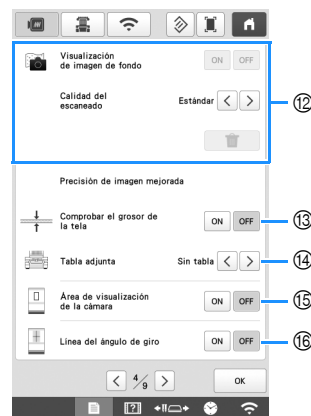 Visualización
de imagen de fondo
ON OFF
Calidad del
escaneado
Estándar < >
⑫
Precisión de imagen mejorada
Comprobar el grosor de
la tela
ON OFF
⑬
Tabla adjunta
Sin tabla < >
⑭
Área de visualización
de la cámara
ON OFF
⑮
Línea del ángulo de giro
ON OFF
⑯
< 4/9 >
OK
[?]